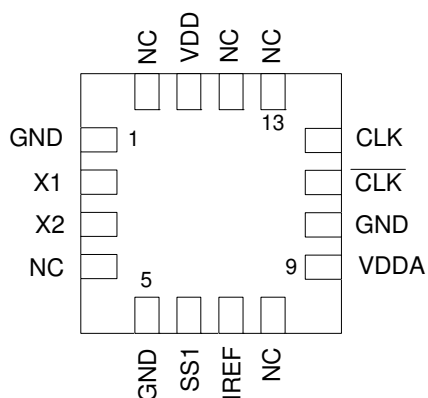 NC VDD NC NC
GND 1 13 CLK
X1 C̅L̅K̅
X2 GND
NC 5 9 VDDA
GND SS1 IREF NC